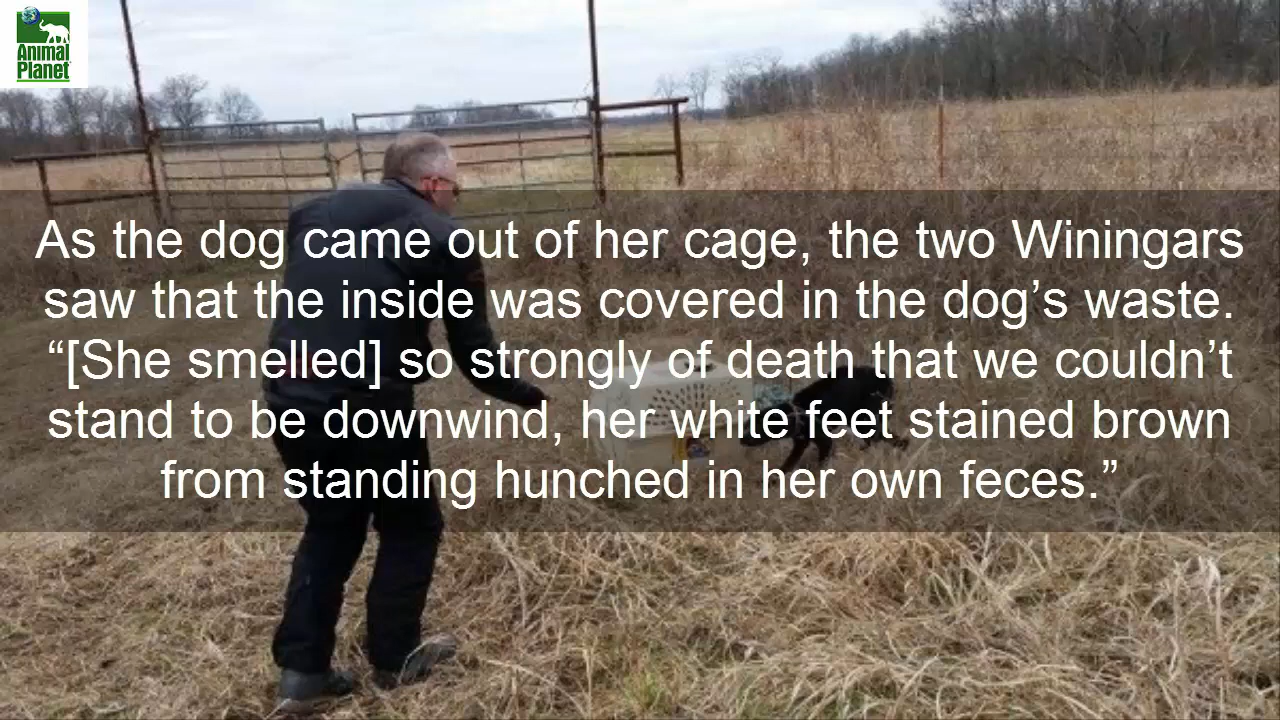 Animal
Planet
As the dog came out of her cage, the two Winingars
saw that the inside was covered in the dog’s waste.
“[She smelled] so strongly of death that we couldn’t
stand to be downwind, her white feet stained brown
from standing hunched in her own feces.”